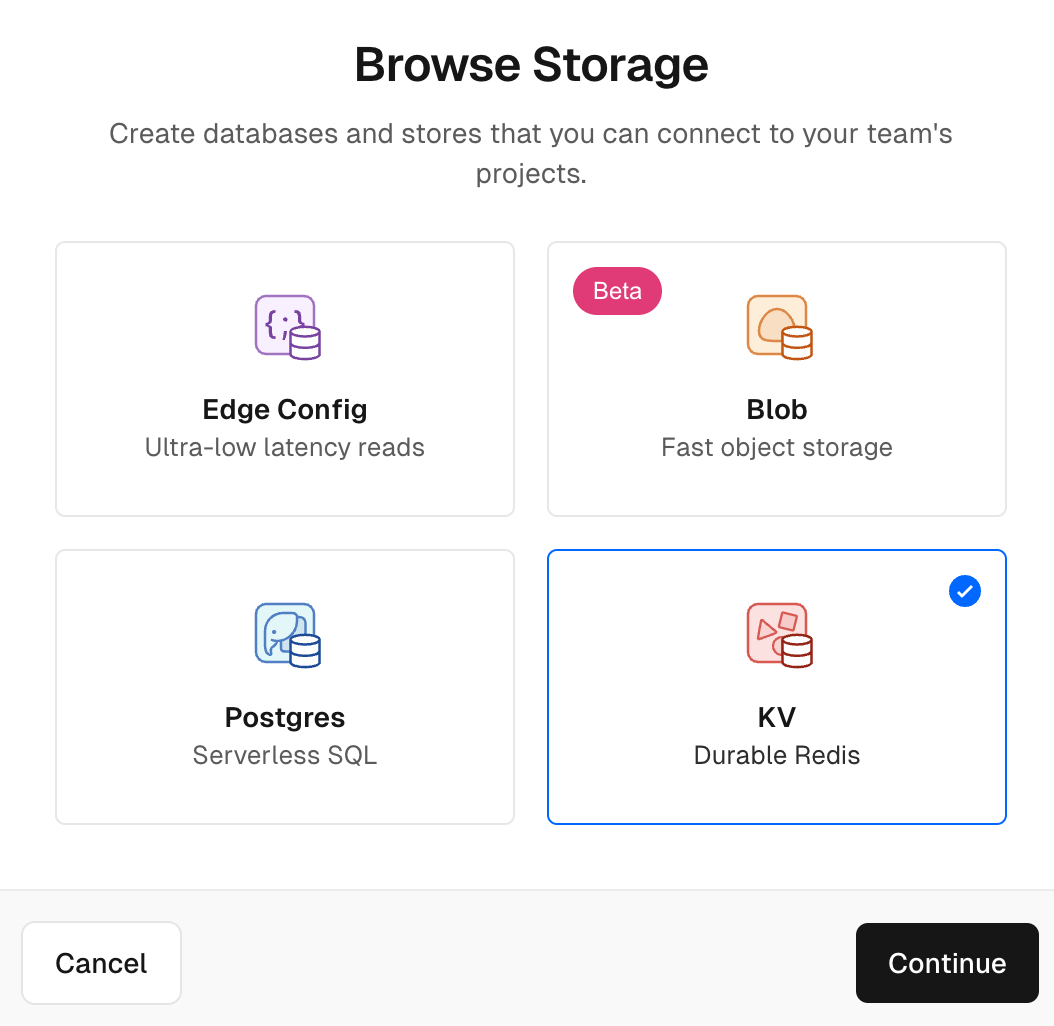 Browse Storage
Create databases and stores that you can connect to your team's
projects.
{;}
Edge Config
Ultra-low latency reads
Beta
Blob
Fast object storage
Postgres
Serverless SQL
KV
Durable Redis
Cancel
Continue